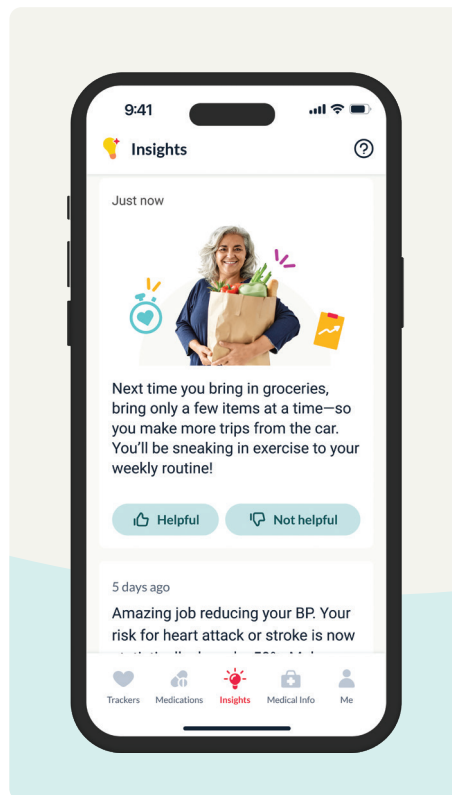 9:41
Insights
Just now
Next time you bring in groceries,
bring only a few items at a time—so
you make more trips from the car.
You'll be sneaking in exercise to your
weekly routine!
Helpful
Not helpful
5 days ago
Amazing job reducing your BP. Your
risk for heart attack or stroke is now
Trackers
Medications
Insights
Medical Info
Me